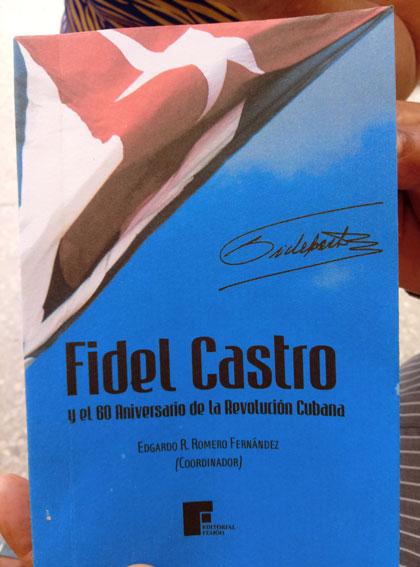 Fidel Castro
y el 60 Aniversario de la Revolución Cubana
EDGARDO R. ROMERO FERNÁNDEZ
(COORDINADOR)
EDITORIAL
FEIJÓO